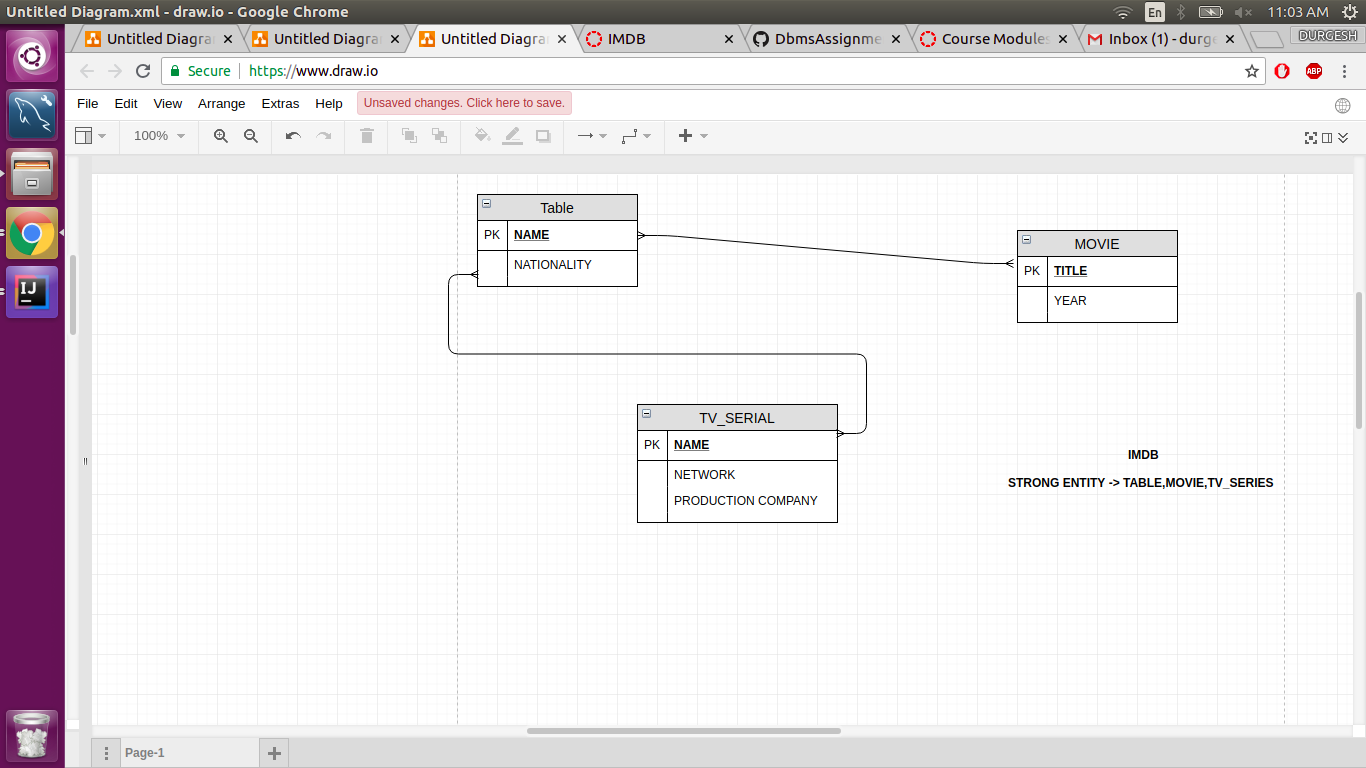 Untitled Diagram.xml - draw.io - Google Chrome
En
11:03 AM
Untitled Diagra
Untitled Diagra
Untitled Diagra
IMDB
DbmsAssignme
Course Modules
Inbox (1) - durge
DURGESH
Secure
https://www.draw.io
ABP
File Edit View Arrange Extras Help
Unsaved changes. Click here to save.
100%
Table
PK NAME
NATIONALITY
MOVIE
PK TITLE
YEAR
TV_SERIAL
PK NAME
NETWORK
PRODUCTION COMPANY
IMDB
STRONG ENTITY -> TABLE,MOVIE,TV_SERIES
IJ
Page-1